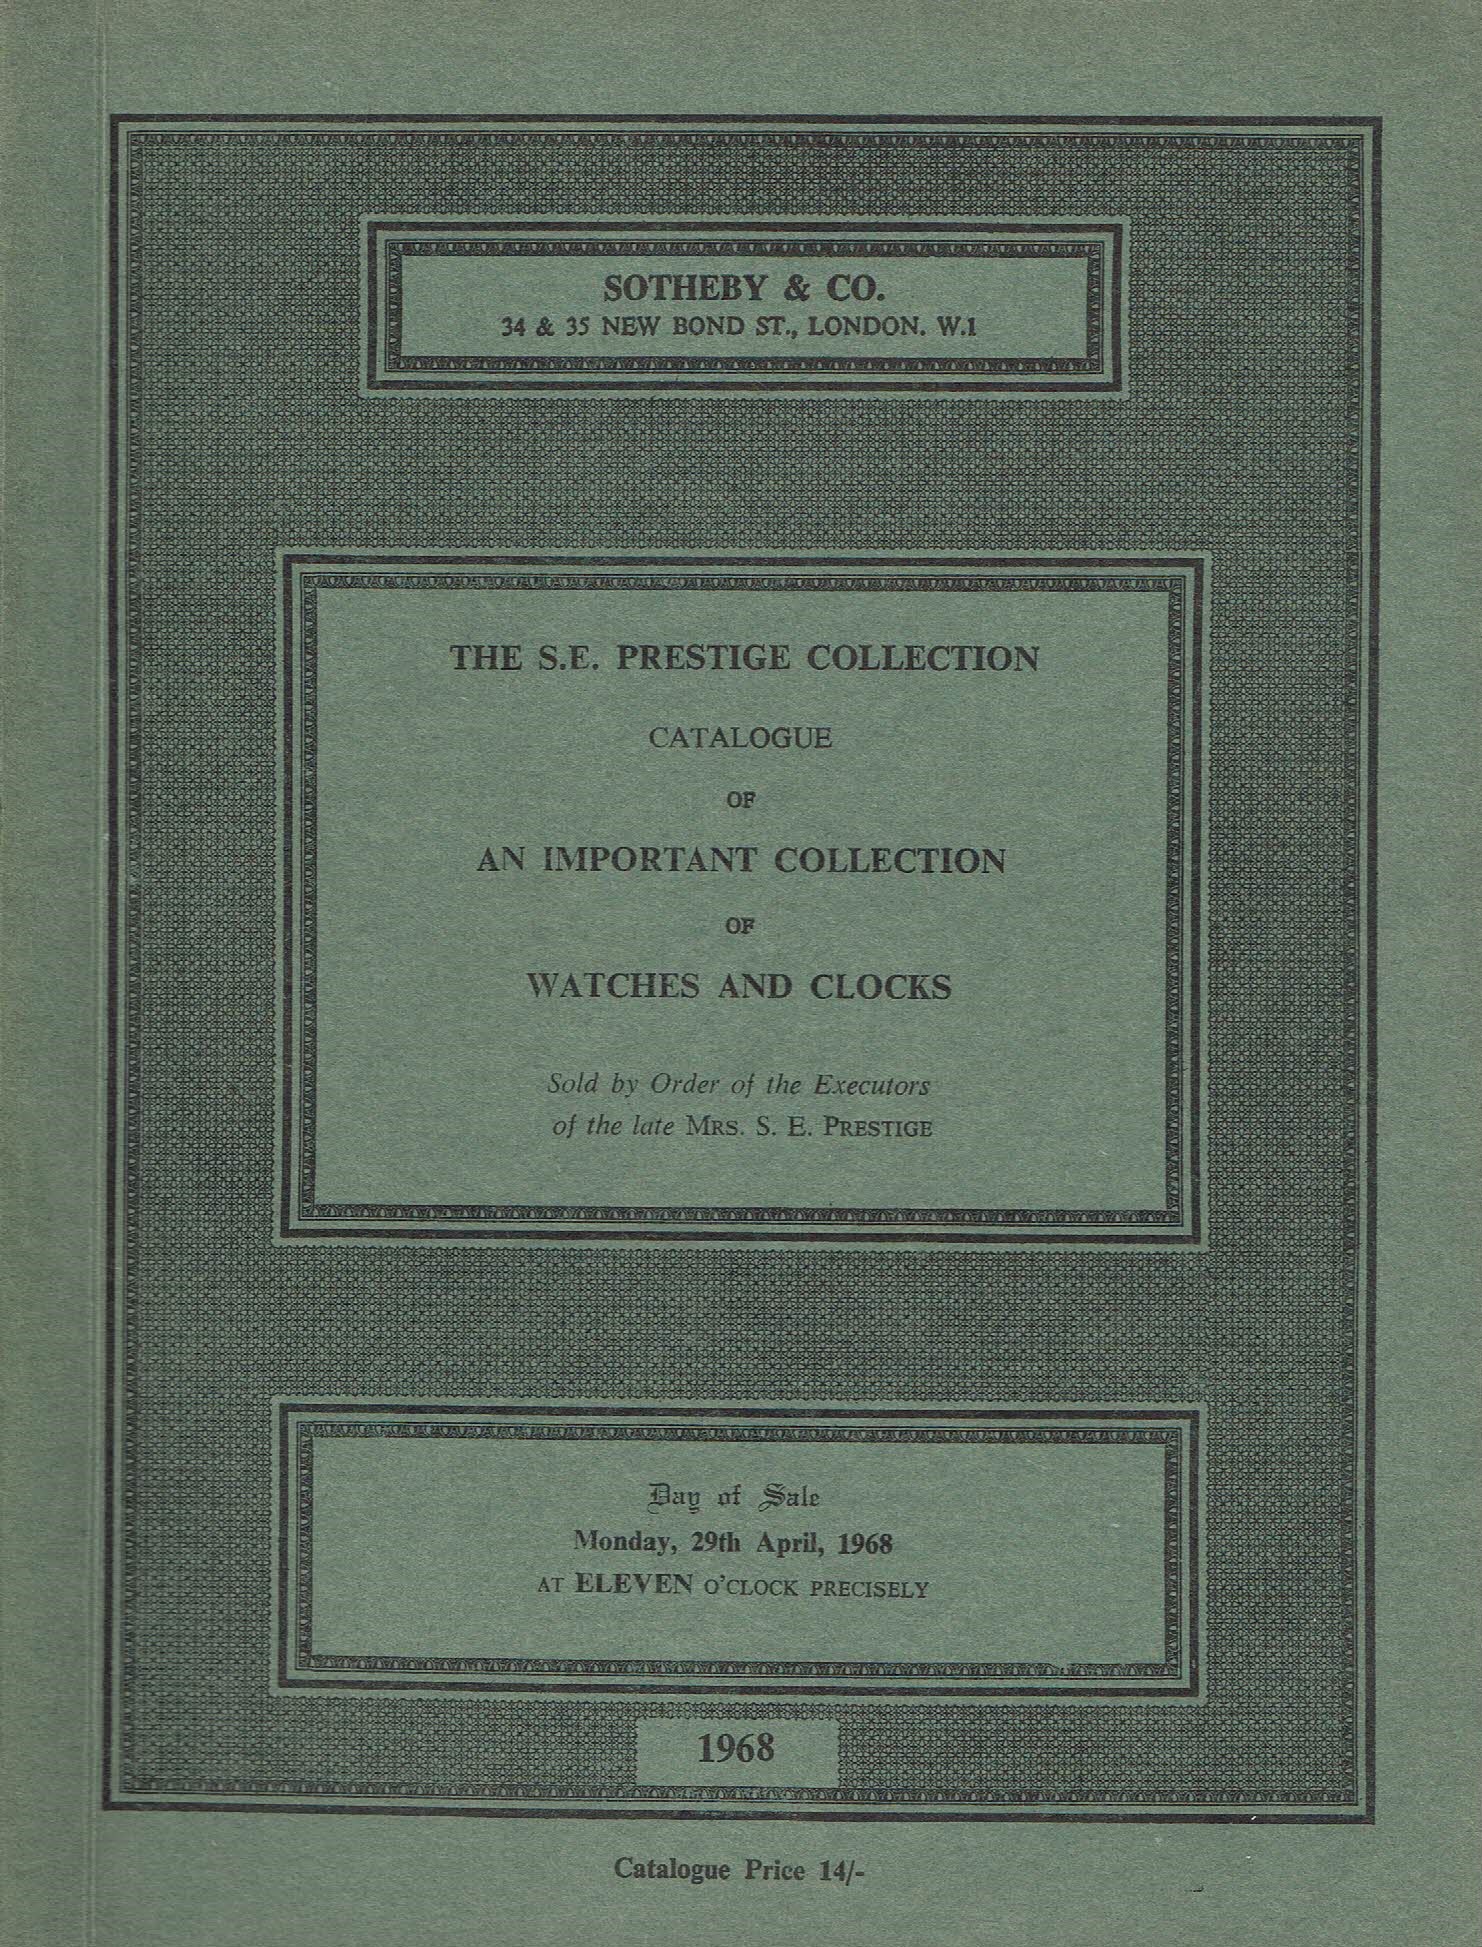 SOTHEBY & CO.
34 & 35 NEW BOND ST., LONDON. W.1
THE S.E. PRESTIGE COLLECTION
CATALOGUE
OF
AN IMPORTANT COLLECTION
OF
WATCHES AND CLOCKS
Sold by Order of the Executors
of the late MRS. S. E. PRESTIGE
Day of Sale
Monday, 29th April, 1968
AT ELEVEN O'CLOCK PRECISELY
1968
Catalogue Price 14/-